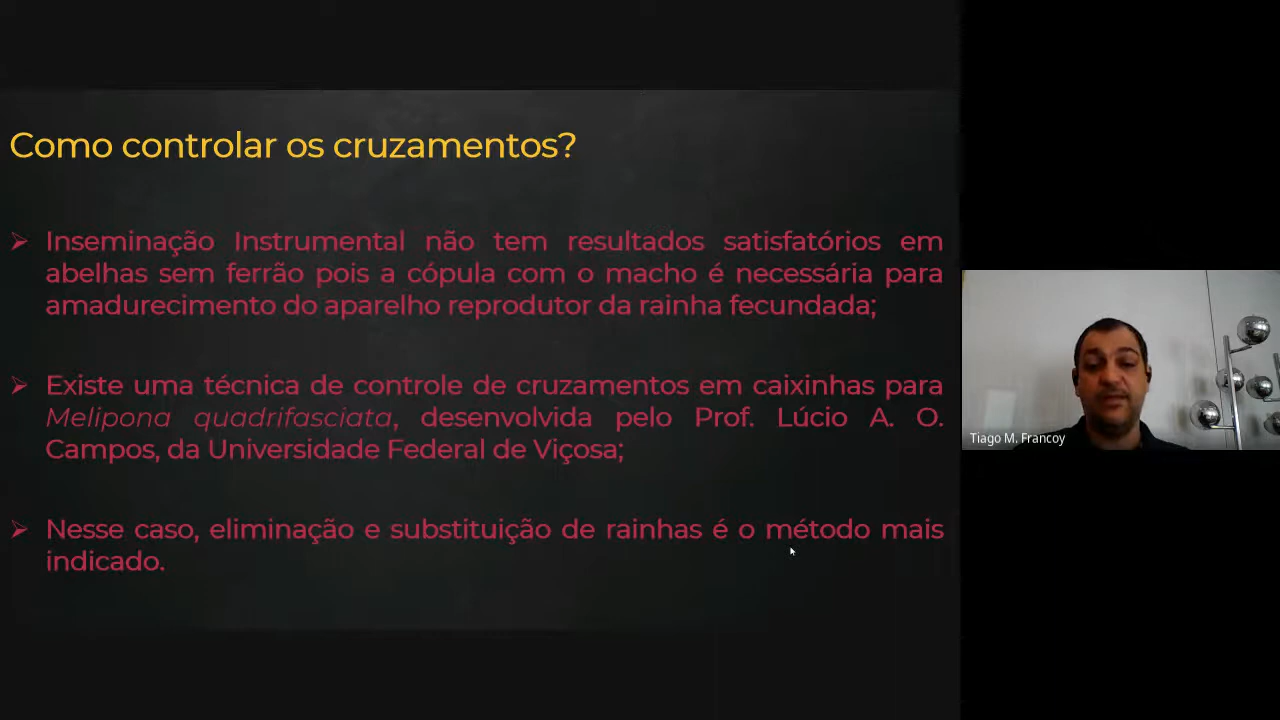 Como controlar os cruzamentos?
Inseminação Instrumental não tem resultados satisfatórios em
abelhas sem ferrão pois a cópula com o macho é necessária para
amadurecimento do aparelho reprodutor da rainha fecundada;
Existe uma técnica de controle de cruzamentos em caixinhas para
Melipona quadrifasciata, desenvolvida pelo Prof. Lúcio A. O.
Campos, da Universidade Federal de Viçosa;
Nesse caso, eliminação e substituição de rainhas é o método mais
indicado.
Tiago M. Francoy